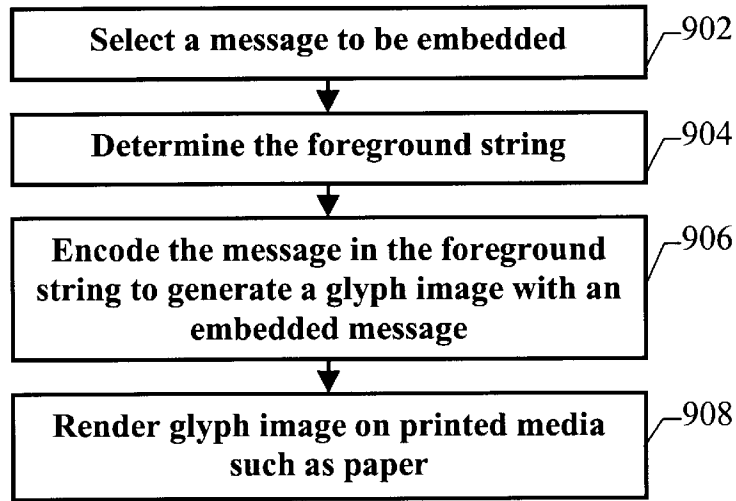 Select a message to be embedded
902
Determine the foreground string
904
Encode the message in the foreground
string to generate a glyph image with an
embedded message
906
Render glyph image on printed media
such as paper
908